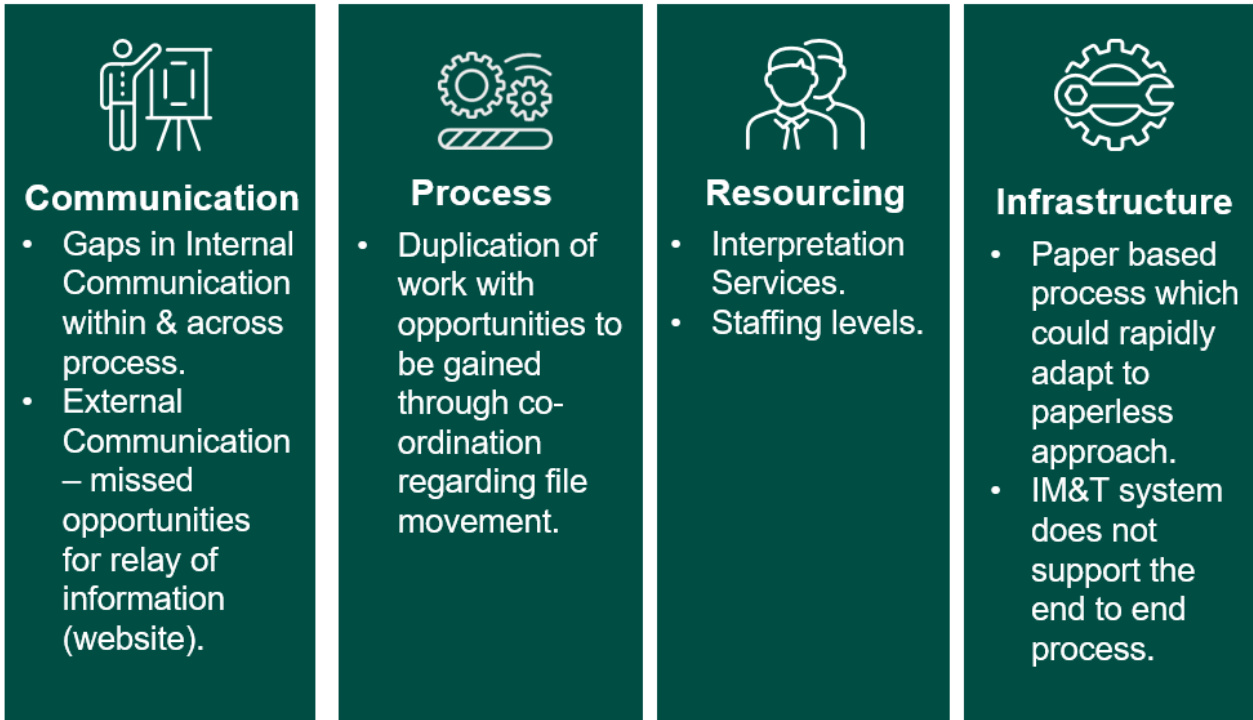 Communication
• Gaps in Internal
Communication
within & across
process.
• External
Communication
– missed
opportunities
for relay of
information
(website).
Process
• Duplication of
work with
opportunities to
be gained
through co-
ordination
regarding file
movement.
Resourcing
• Interpretation
Services.
• Staffing levels.
Infrastructure
• Paper based
process which
could rapidly
adapt to
paperless
approach.
• IM&T system
does not
support the
end to end
process.